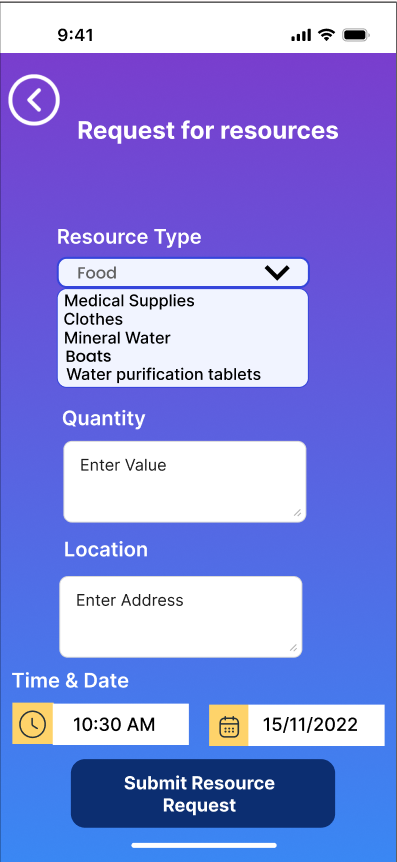 9:41
Request for resources
Resource Type
Food
Medical Supplies
Clothes
Mineral Water
Boats
Water purification tablets
Quantity
Enter Value
Location
Enter Address
Time & Date
10:30 AM 15/11/2022
Submit Resource
Request